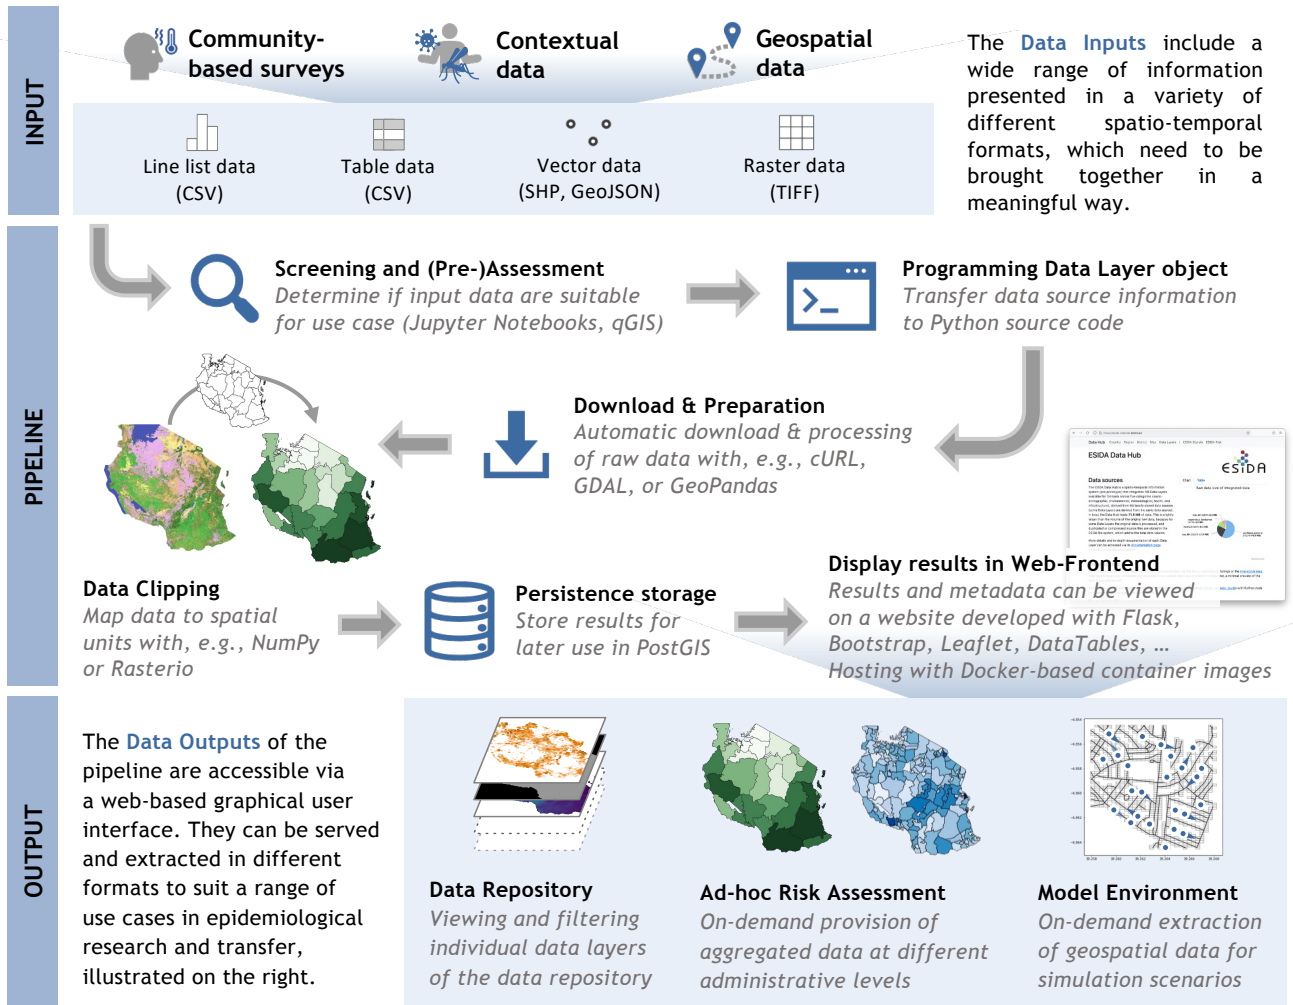 INPUT
Community-
based surveys
Contextual
data
Geospatial
data
Line list data
(CSV)
Table data
(CSV)
Vector data
(SHP, GeoJSON)
Raster data
(TIFF)
The Data Inputs include a
wide range of information
presented in a variety of
different spatio-temporal
formats, which need to be
brought together in a
meaningful way.
PIPELINE
Screening and (Pre-)Assessment
Determine if input data are suitable
for use case (Jupyter Notebooks, qGIS)
Programming Data Layer object
Transfer data source information
to Python source code
Download & Preparation
Automatic download & processing
of raw data with, e.g., cURL,
GDAL, or GeoPandas
ESIDA Data Hub
ESIDA
Data sources
Data Clipping
Map data to spatial
units with, e.g., NumPy
or Rasterio
Persistence storage
Store results for
later use in PostGIS
Display results in Web-Frontend
Results and metadata can be viewed
on a website developed with Flask,
Bootstrap, Leaflet, DataTables, …
Hosting with Docker-based container images
OUTPUT
The Data Outputs of the
pipeline are accessible via
a web-based graphical user
interface. They can be served
and extracted in different
formats to suit a range of
use cases in epidemiological
research and transfer,
illustrated on the right.
Data Repository
Viewing and filtering
individual data layers
of the data repository
Ad-hoc Risk Assessment
On-demand provision of
aggregated data at different
administrative levels
Model Environment
On-demand extraction
of geospatial data for
simulation scenarios